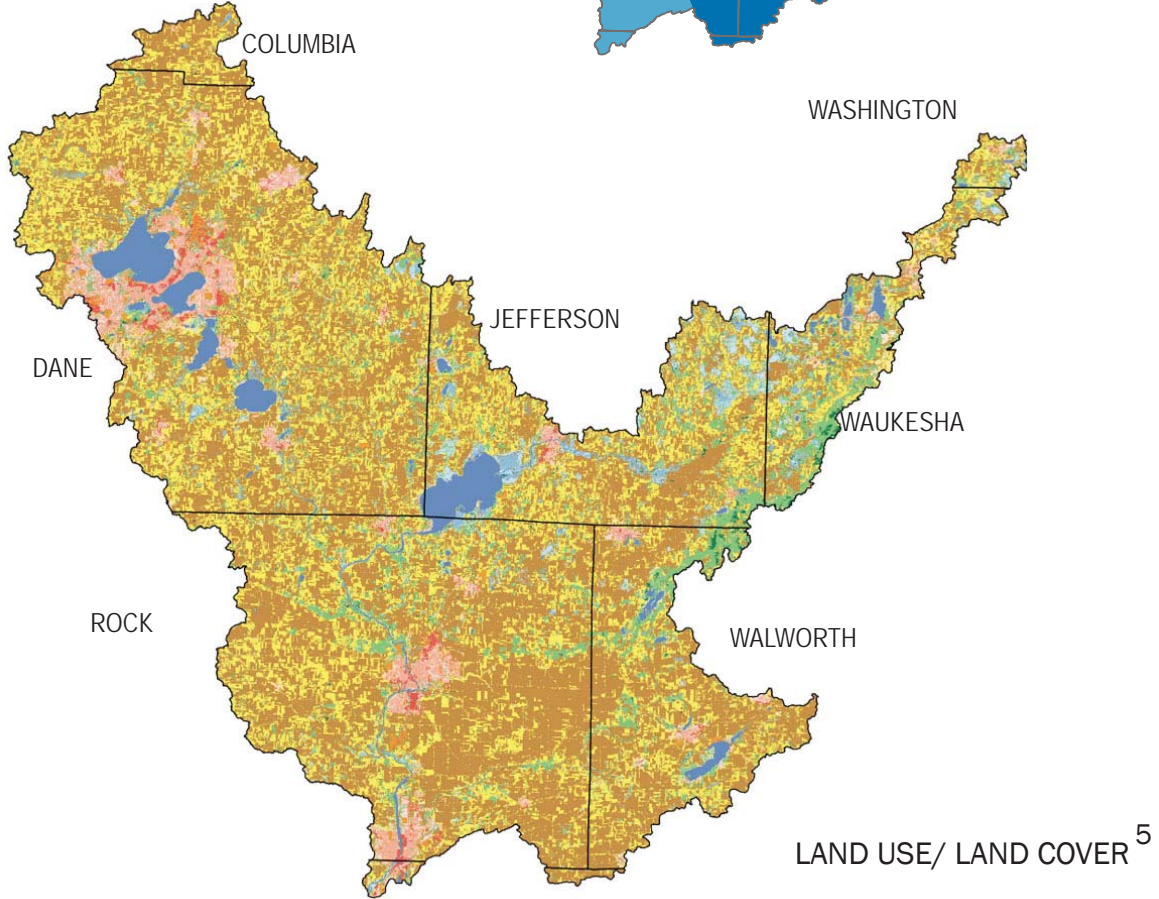 COLUMBIA
WASHINGTON
JEFFERSON
DANE
WAUKESHA
ROCK
WALWORTH
LAND USE/ LAND COVER 5